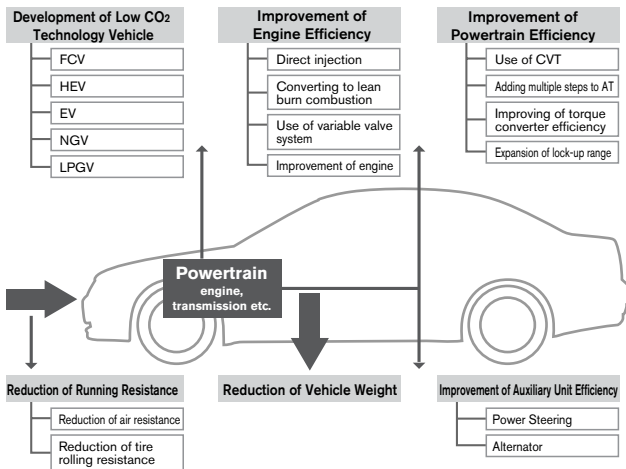 Development of Low CO₂
Technology Vehicle
FCV
HEV
EV
NGV
LPGV
Improvement of
Engine Efficiency
Direct injection
Converting to lean
burn combustion
Use of variable valve
system
Improvement of engine
Improvement of
Powertrain Efficiency
Use of CVT
Adding multiple steps to AT
Improving of torque
converter efficiency
Expansion of lock-up range
Powertrain
engine,
transmission etc.
Reduction of Running Resistance
Reduction of air resistance
Reduction of tire
rolling resistance
Reduction of Vehicle Weight
Improvement of Auxiliary Unit Efficiency
Power Steering
Alternator